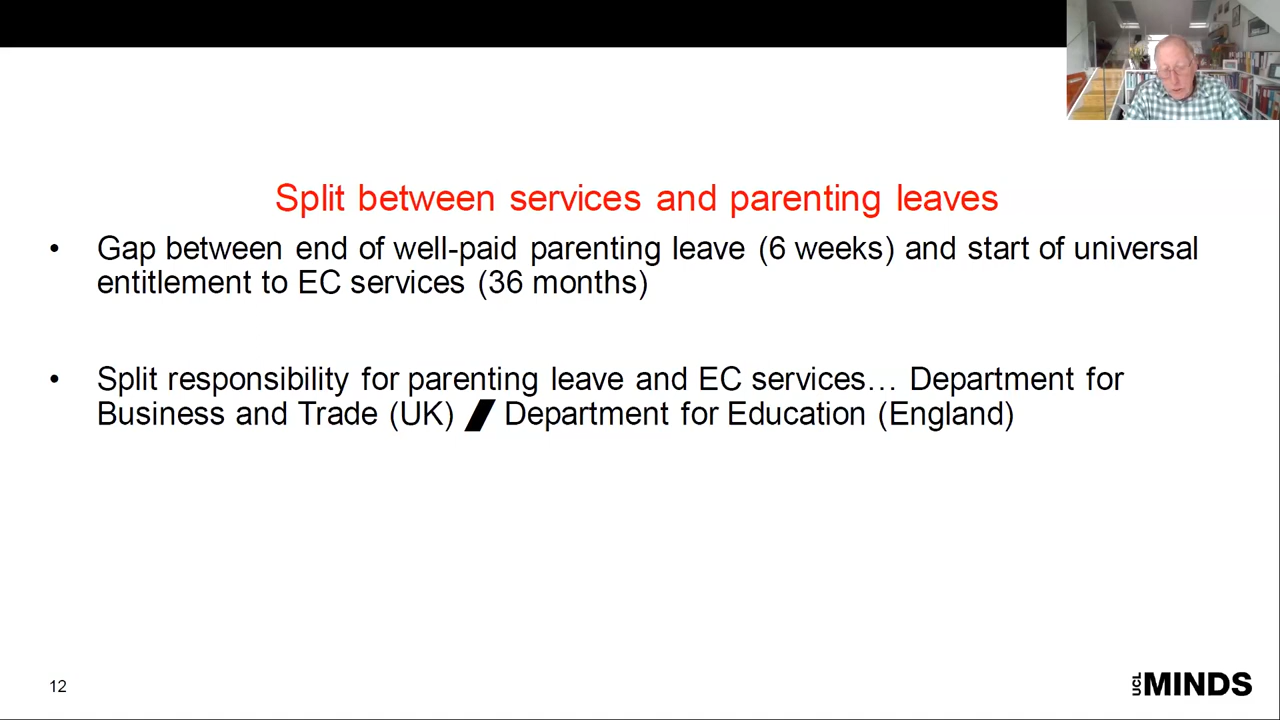 Split between services and parenting leaves
• Gap between end of well-paid parenting leave (6 weeks) and start of universal
entitlement to EC services (36 months)
• Split responsibility for parenting leave and EC services… Department for
Business and Trade (UK) / Department for Education (England)
12
UCL MINDS